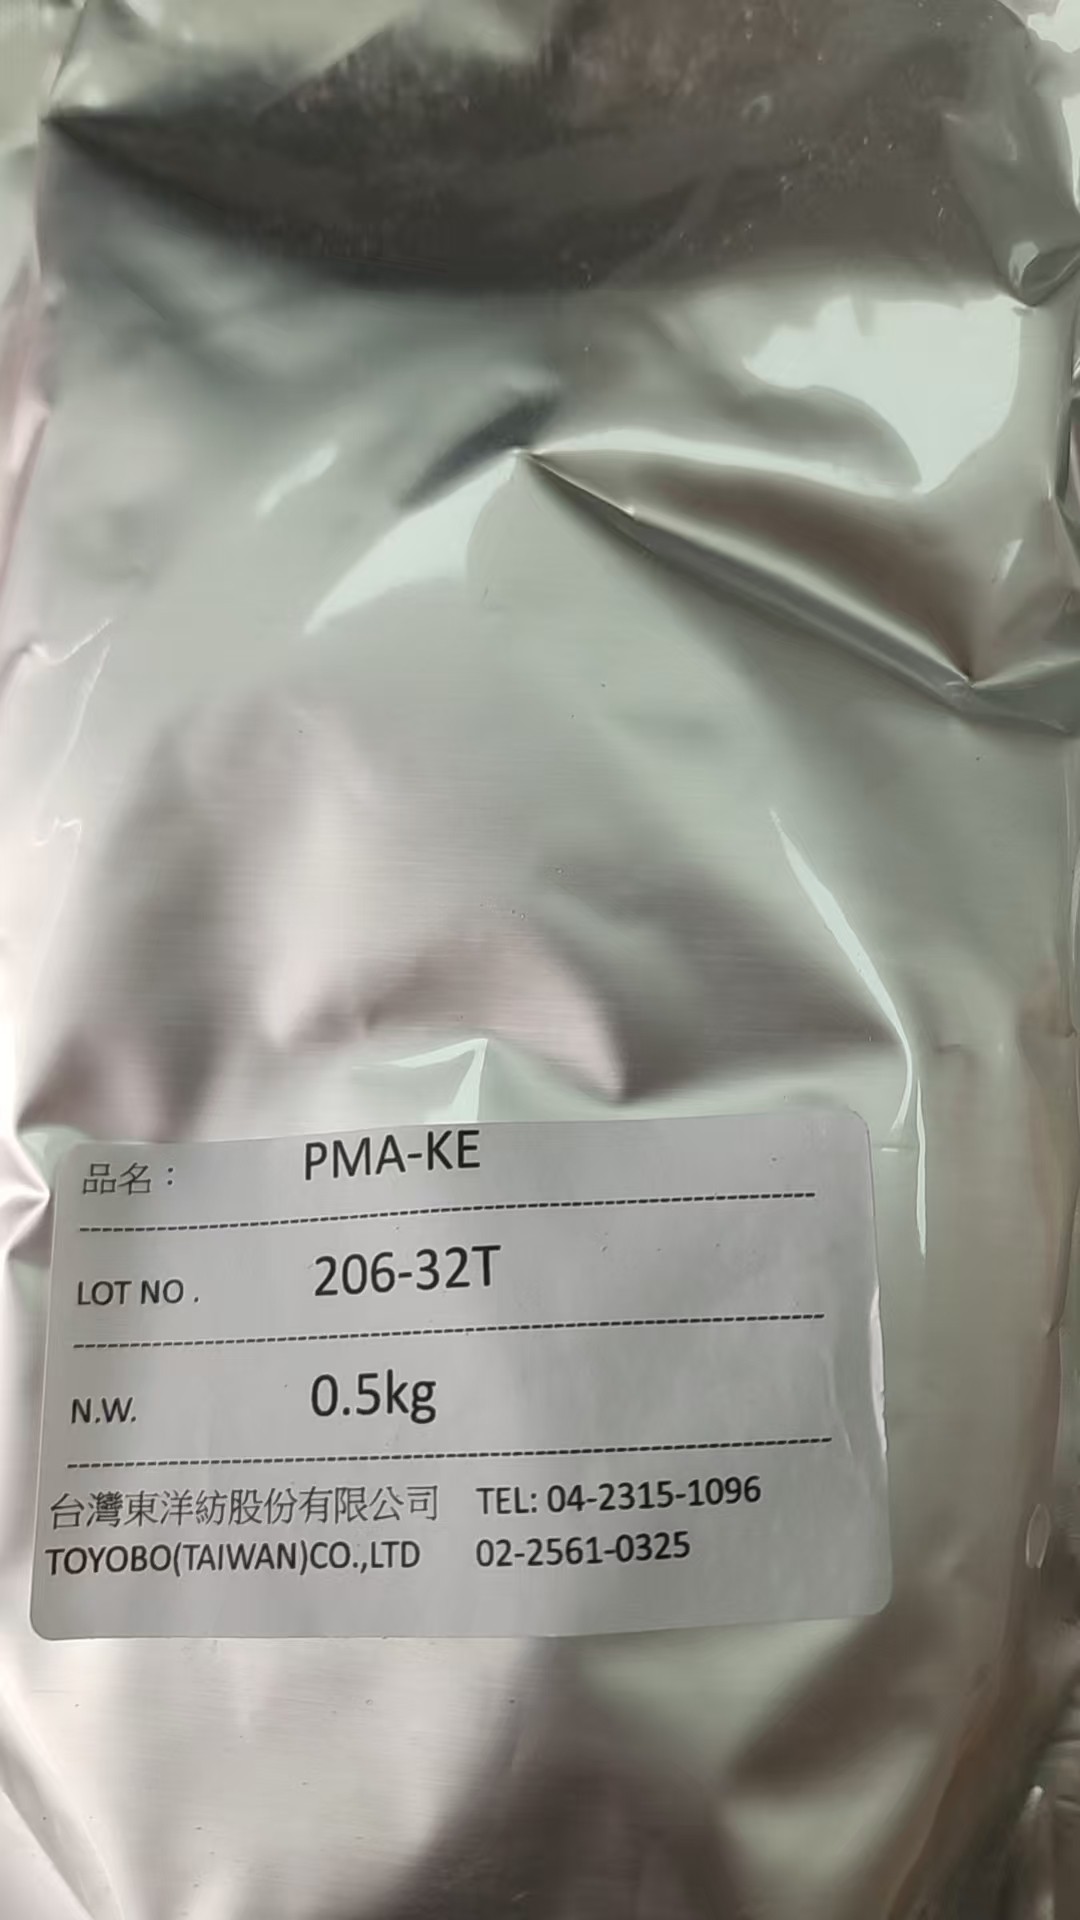 品名： PMA-KE
LOT NO . 206-32T
N.W. 0.5kg
台灣東洋紡股份有限公司 TEL: 04-2315-1096
TOYOBO(TAIWAN)CO.,LTD 02-2561-0325